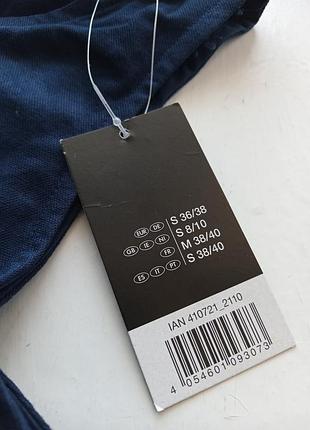 EUR DE S 36/38
GB IE NI S 8/10
FR M 38/40
ES IT PT S 38/40
IAN 410721_2110
4 054601 093073